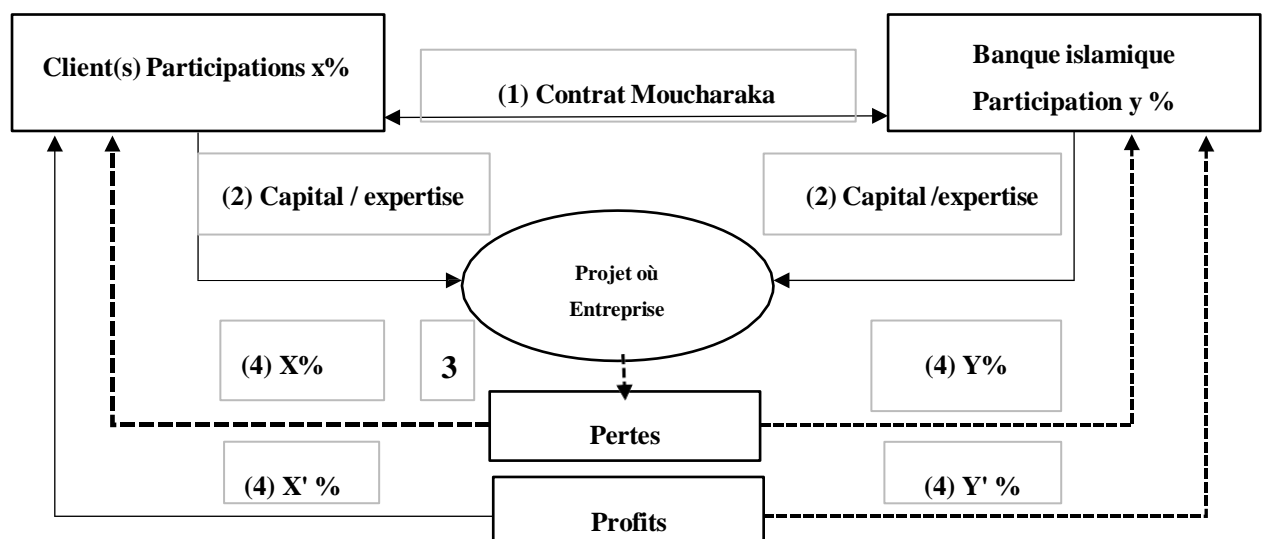 Client(s) Participations x%
(1) Contrat Moucharaka
Banque islamique
Participation y %
(2) Capital / expertise
(2) Capital /expertise
Projet où
Entreprise
(4) X%
3
(4) Y%
Pertes
(4) X' %
(4) Y' %
Profits